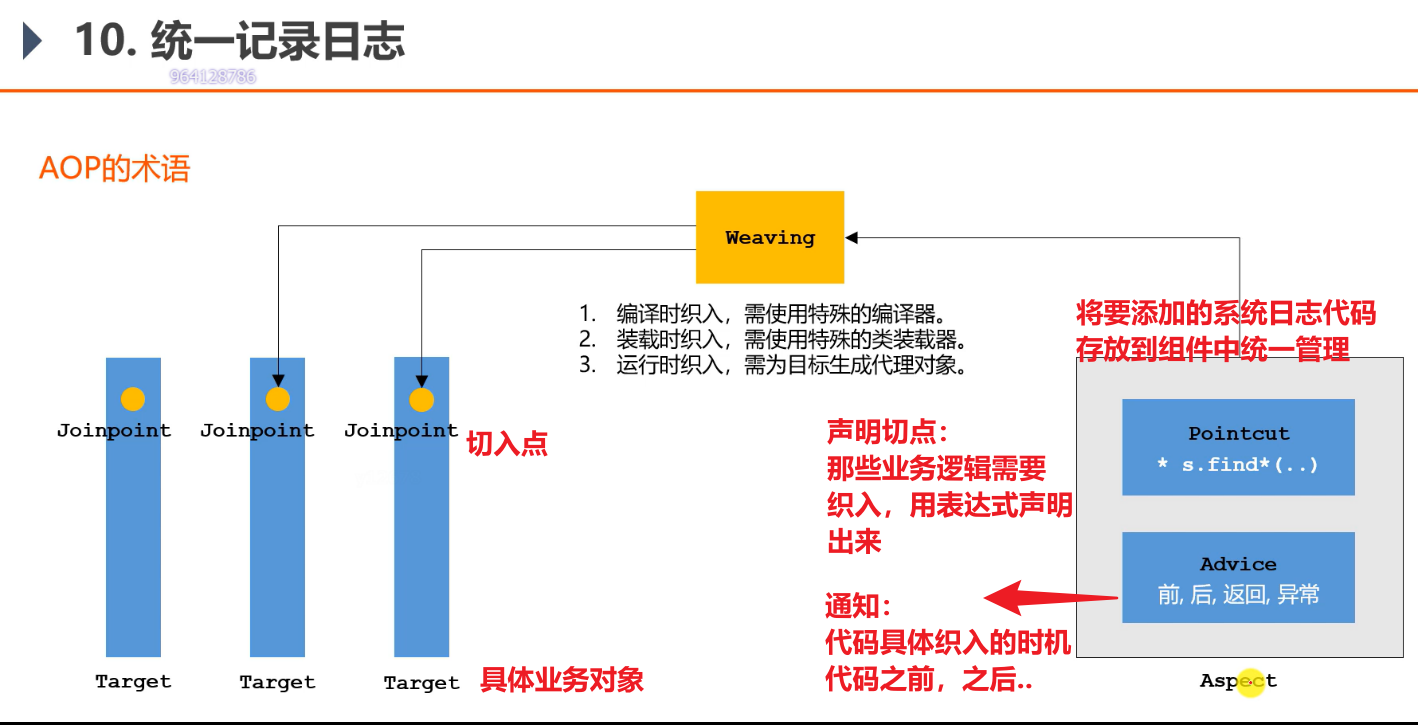 10. 统一记录日志
964128786
AOP的术语
Weaving
1. 编译时织入，需使用特殊的编译器。
2. 装载时织入，需使用特殊的类装载器。
3. 运行时织入，需为目标生成代理对象。
将要添加的系统日志代码
存放到组件中统一管理
Joinpoint
Joinpoint
Joinpoint
切入点
声明切点：
那些业务逻辑需要
织入，用表达式声明
出来
Pointcut
* s.find*(..)
Advice
前, 后, 返回, 异常
通知：
代码具体织入的时机
代码之前，之后..
Target
Target
Target
具体业务对象
Aspect